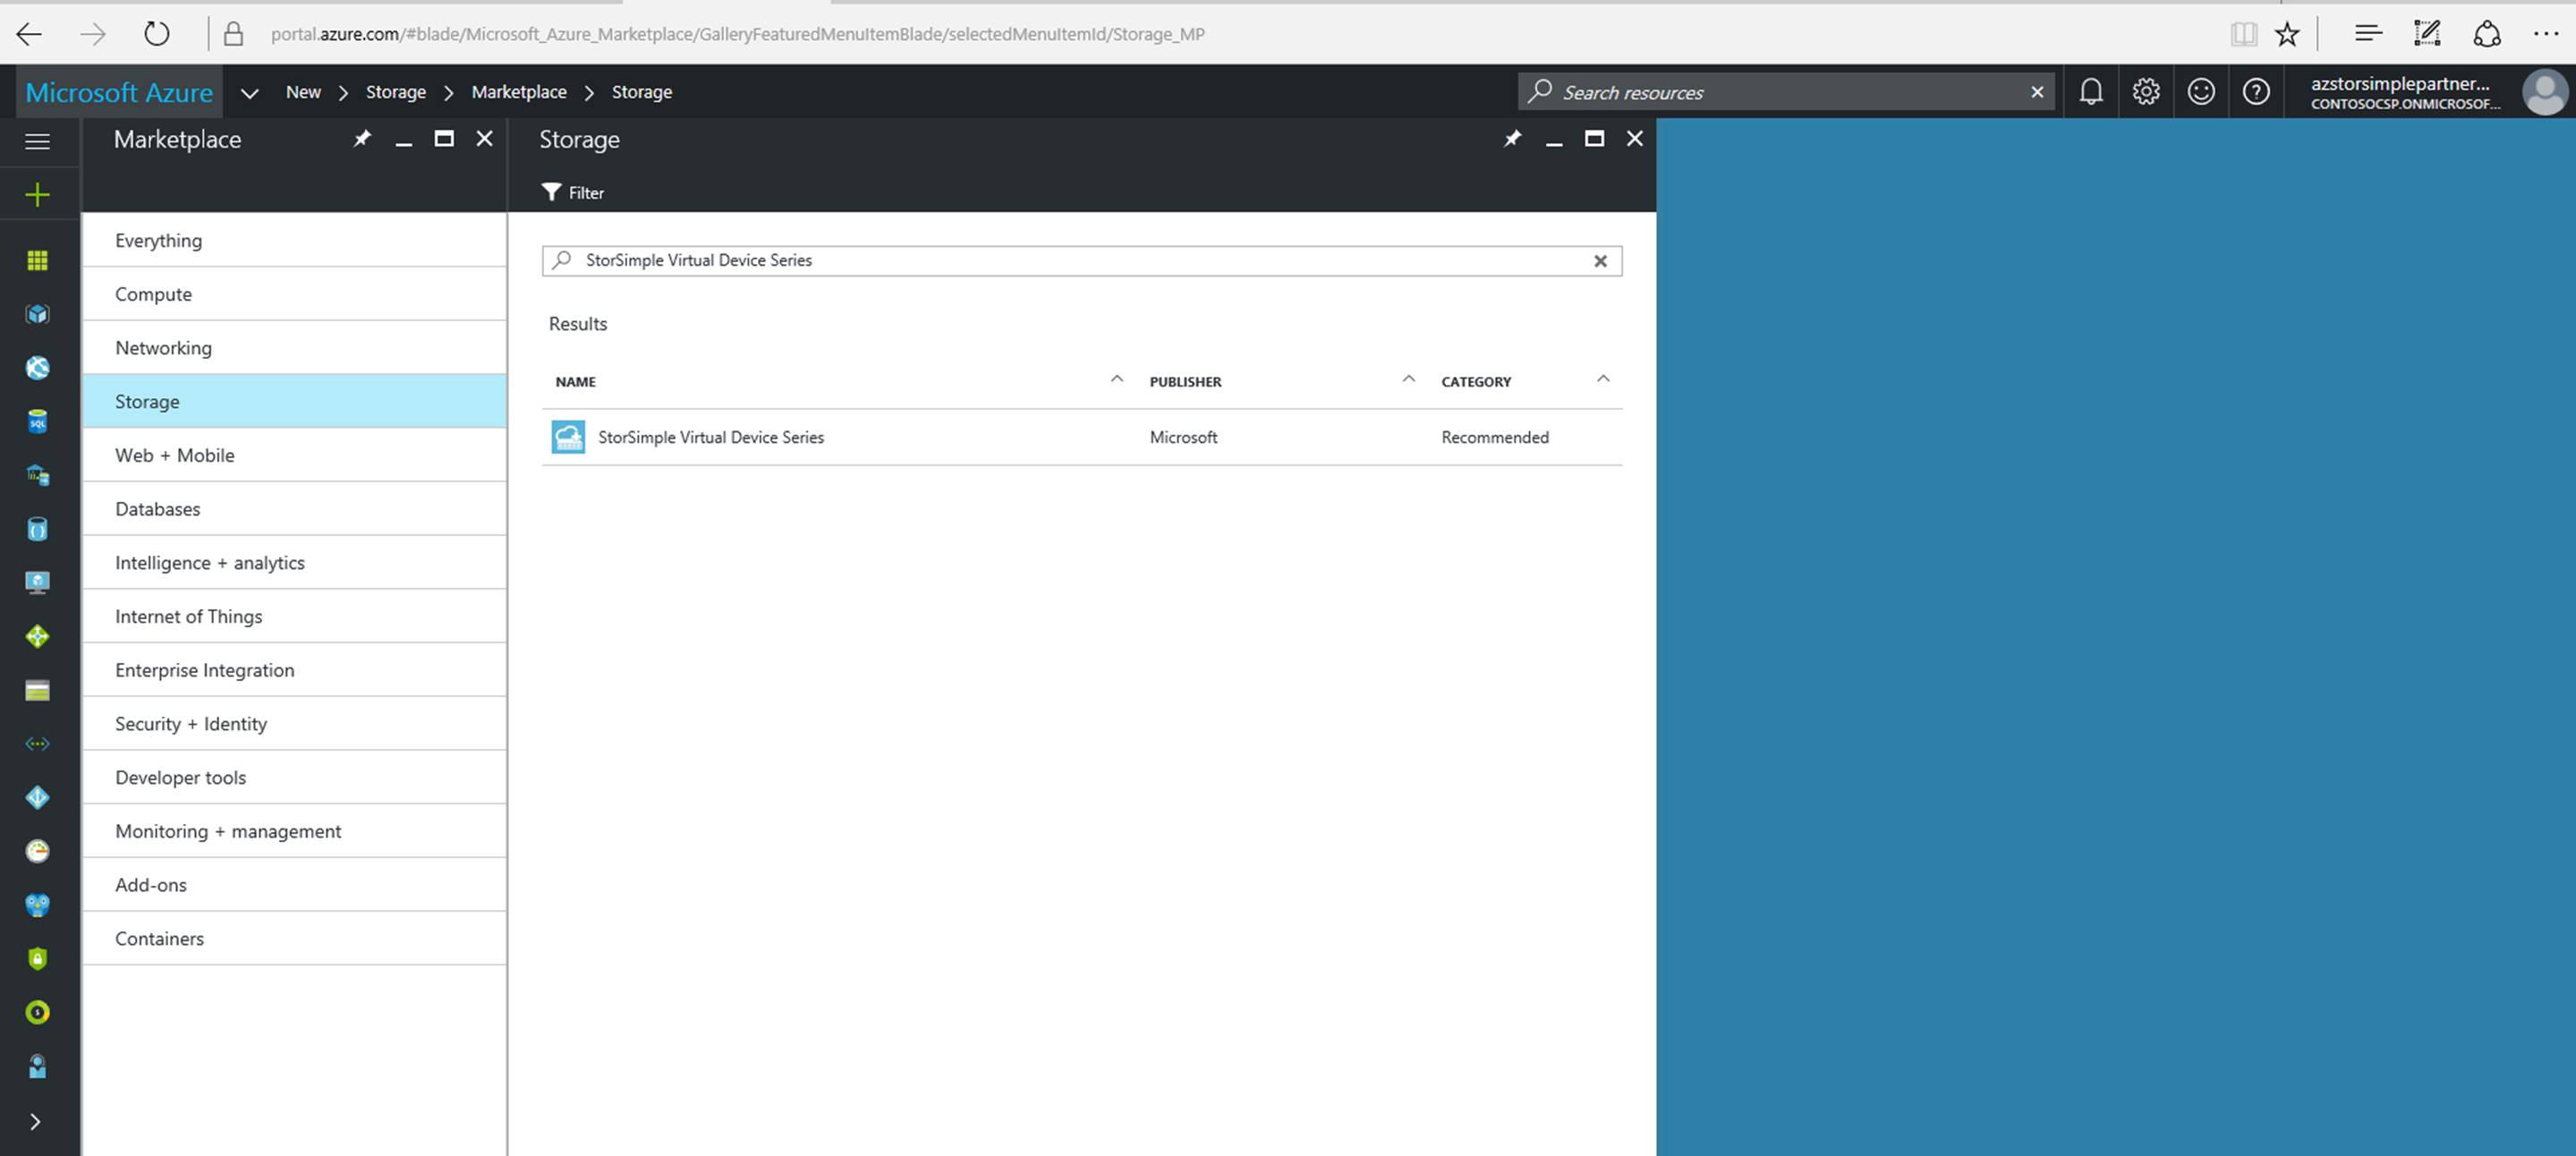 portal.azure.com/#blade/Microsoft_Azure_Marketplace/GalleryFeaturedMenuItemBlade/selectedMenuItemId/Storage_MP
Microsoft Azure
New > Storage > Marketplace > Storage
Search resources
azstorsimplepartner...
CONTOSOCSP.ONMICROSOF...
Marketplace
Everything
Compute
Networking
Storage
Web + Mobile
Databases
Intelligence + analytics
Internet of Things
Enterprise Integration
Security + Identity
Developer tools
Monitoring + management
Add-ons
Containers
Storage
Filter
StorSimple Virtual Device Series
Results
NAME PUBLISHER CATEGORY
StorSimple Virtual Device Series Microsoft Recommended